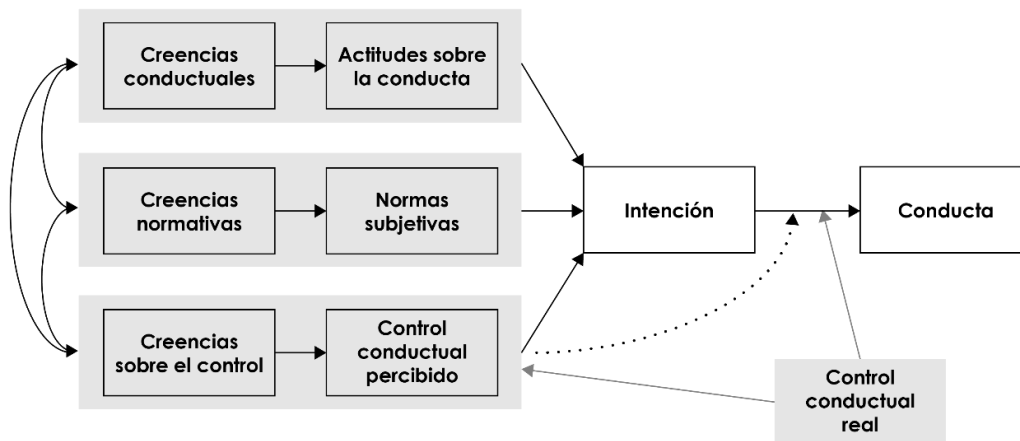 Creencias
conductuales
Actitudes sobre
la conducta
Creencias
normativas
Normas
subjetivas
Intención
Conducta
Creencias
sobre el control
Control
conductual
percibido
Control
conductual
real